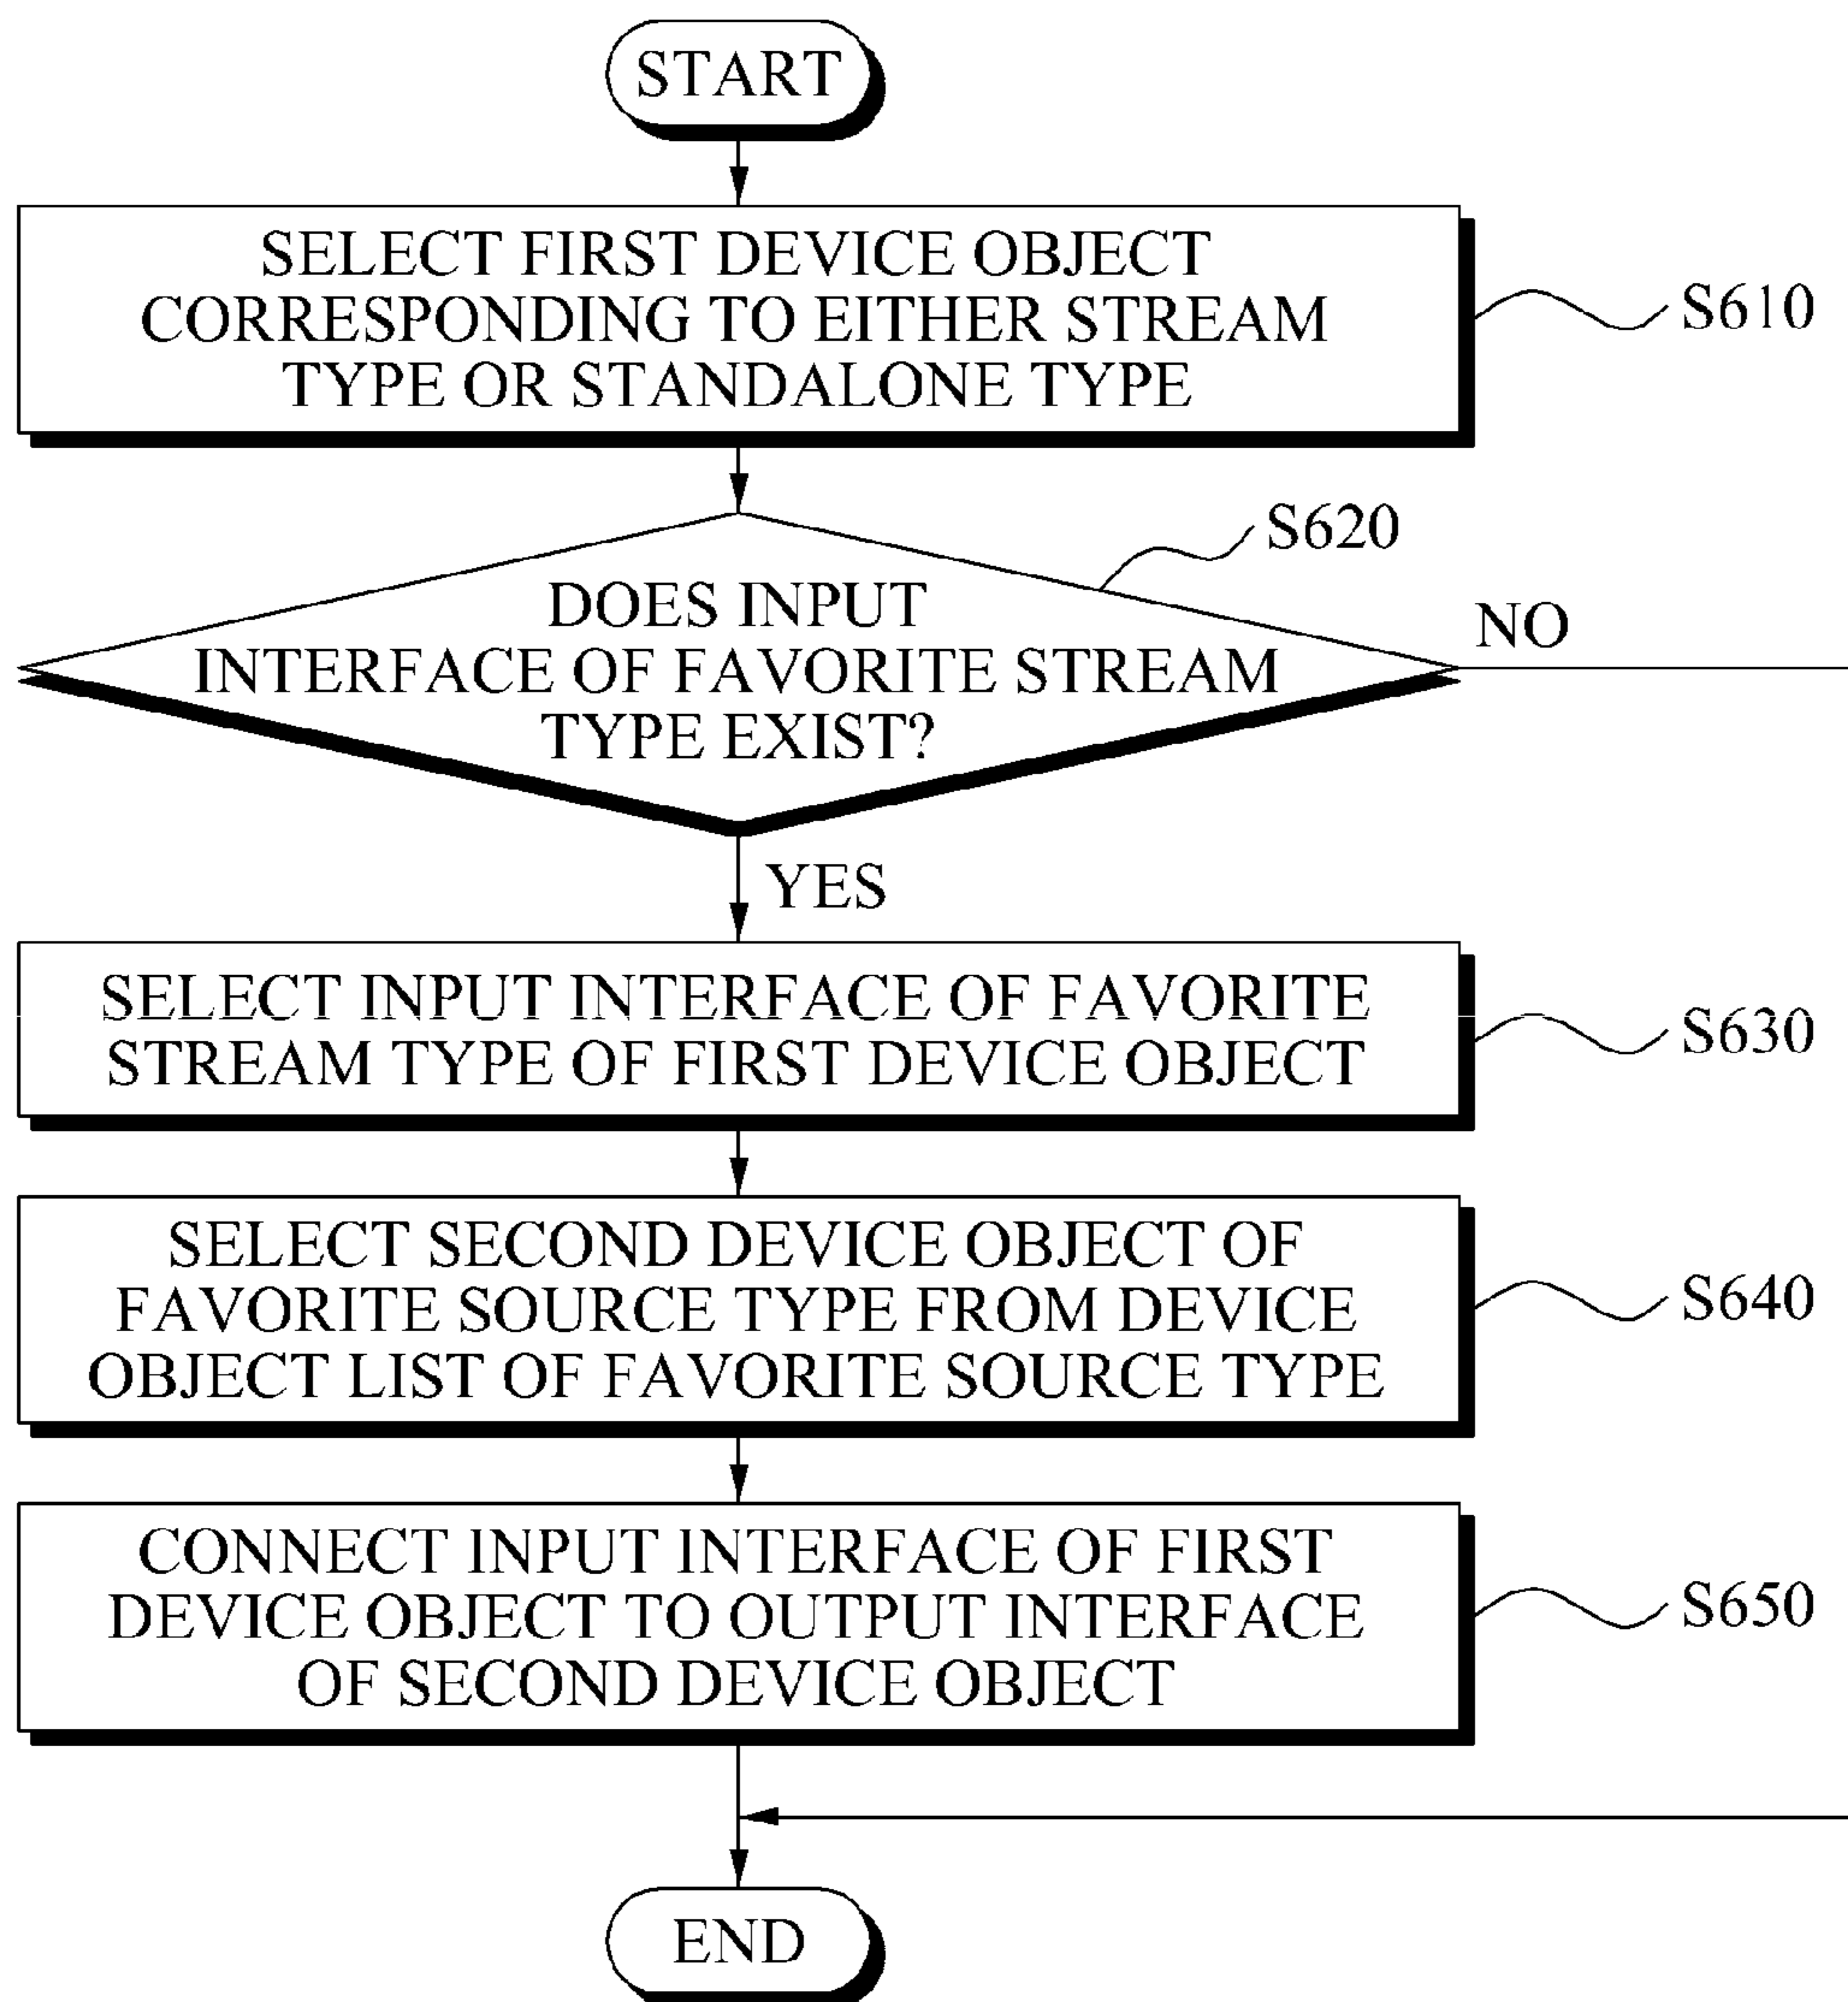 START
SELECT FIRST DEVICE OBJECT
CORRESPONDING TO EITHER STREAM
TYPE OR STANDALONE TYPE
S610
S620
DOES INPUT
INTERFACE OF FAVORITE STREAM
TYPE EXIST?
NO
YES
SELECT INPUT INTERFACE OF FAVORITE
STREAM TYPE OF FIRST DEVICE OBJECT
S630
SELECT SECOND DEVICE OBJECT OF
FAVORITE SOURCE TYPE FROM DEVICE
OBJECT LIST OF FAVORITE SOURCE TYPE
S640
CONNECT INPUT INTERFACE OF FIRST
DEVICE OBJECT TO OUTPUT INTERFACE
OF SECOND DEVICE OBJECT
S650
END